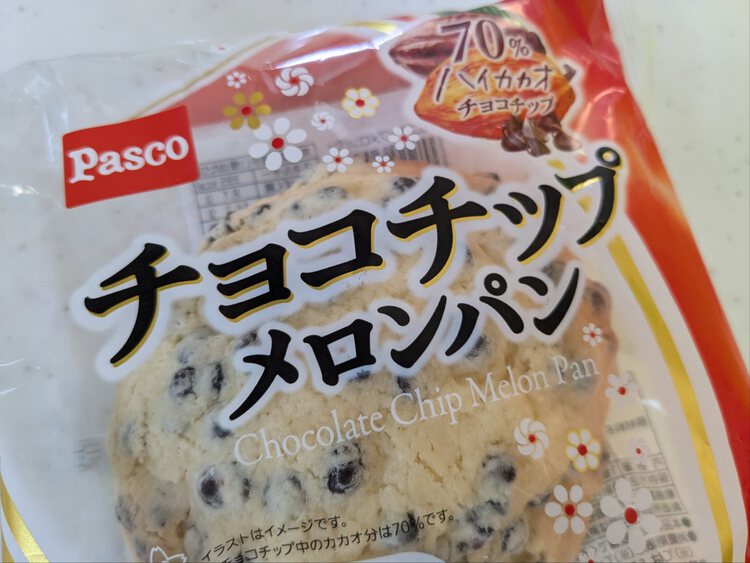 70%
ハイカカオ
チョコチップ
Pasco
チョコチップ
メロンパン
Chocolate Chip Melon Pan
イラストはイメージです。
チョコチップ中のカカオ分は70%です。